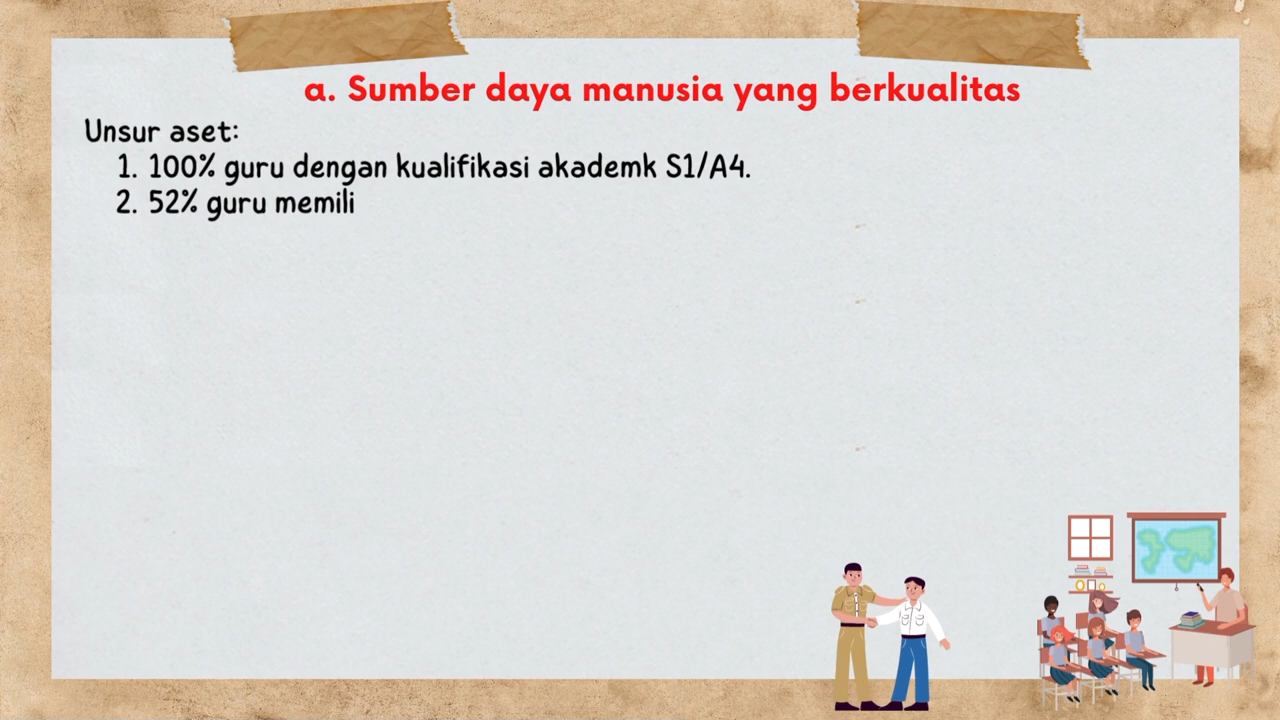 a. Sumber daya manusia yang berkualitas
Unsur aset:
1. 100% guru dengan kualifikasi akademk S1/A4.
2. 52% guru memili